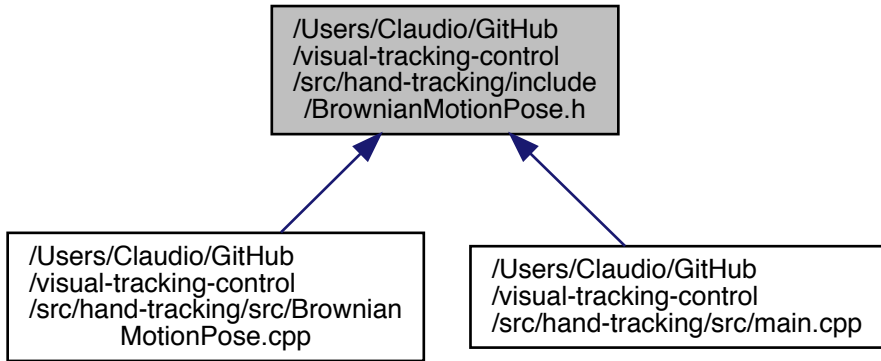 /Users/Claudio/GitHub
/visual-tracking-control
/src/hand-tracking/include
/BrownianMotionPose.h
/Users/Claudio/GitHub
/visual-tracking-control
/src/hand-tracking/src/Brownian
MotionPose.cpp
/Users/Claudio/GitHub
/visual-tracking-control
/src/hand-tracking/src/main.cpp